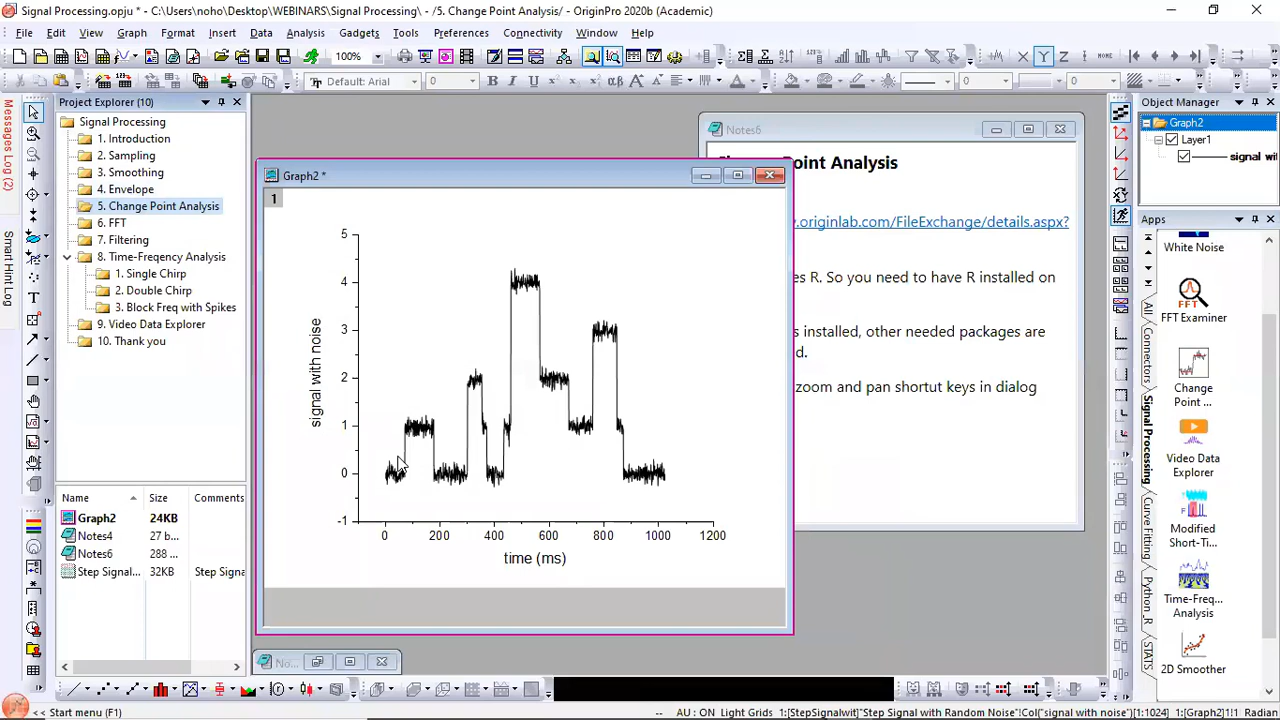 Signal Processing.opju * - C:\Users\noho\Desktop\WEBINARS\Signal Processing\ - /5. Change Point Analysis/ - OriginPro 2020b (Academic)
File Edit View Graph Format Insert Data Analysis Gadgets Tools Preferences Connectivity Window Help
100%
Default: Arial 0 B I U αβ A A 0 0
Messages Log (2)
Smart Hint Log
Project Explorer (10)
Signal Processing
1. Introduction
2. Sampling
3. Smoothing
4. Envelope
5. Change Point Analysis
6. FFT
7. Filtering
8. Time-Freqency Analysis
1. Single Chirp
2. Double Chirp
3. Block Freq with Spikes
9. Video Data Explorer
10. Thank you
Name Size Comments
Graph2 24KB
Notes4 27 b...
Notes6 288 ...
Step Signal... 32KB Step Signa
Graph2 *
1
5
4
3
2
1
0
-1
signal with noise
0 200 400 600 800 1000 1200
time (ms)
Notes6
Point Analysis
.originlab.com/FileExchange/details.aspx?
es R. So you need to have R installed on
s installed, other needed packages are
d.
zoom and pan shortut keys in dialog
No...
Object Manager
Graph2
Layer1
signal wi
Apps
All
Connectors
Signal Processing
Curve Fitting
Python_R
STATS
White Noise
FFT Examiner
Change
Point ...
Video Data
Explorer
Modified
Short-Ti...
Time-Freq...
Analysis
2D Smoother
<< Start menu (F1)
-- AU : ON Light Grids 1:[StepSignalwit]"Step Signal with Random Noise"!Col("signal with noise")[1:1024] 1:[Graph2]1!1 Radian